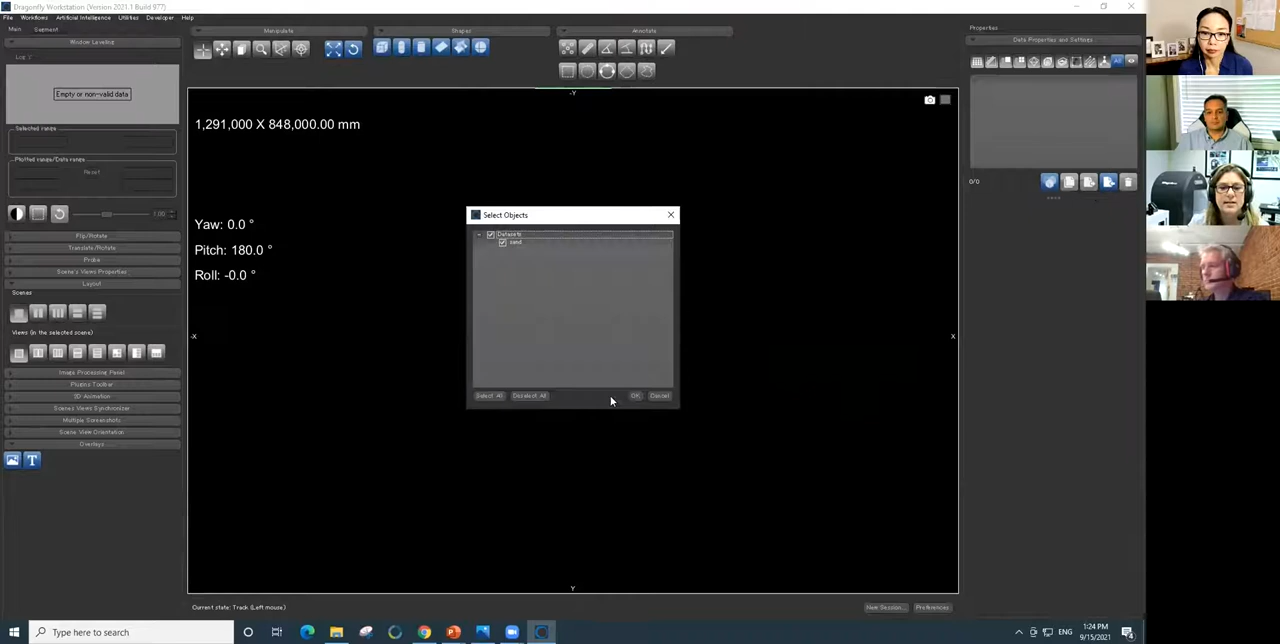 Dragonfly Workstation (Version 2021.1 Build 977)
File Workflows Artificial Intelligence Utilities Developer Help
Main Segment
Window Leveling
Log Y
Empty or non-valid data
Selected range
Plotted range/Data range
Reset
1.00
Flip/Rotate
Translate/Rotate
Probe
Scene's Views Properties
Layout
Scenes
Views (in the selected scene)
Image Processing Panel
Plugins Toolbar
3D Animation
Scenes Views Synchronizer
Multiple Screenshots
Scene View Orientation
Overlays
T
Manipulate
Shapes
Annotate
-Y
1,291,000 X 848,000.00 mm
Yaw: 0.0 °
Pitch: 180.0 °
Roll: -0.0 °
-X
X
Y
Select Objects
Datasets
sand
Select All
Deselect All
OK
Cancel
Current state: Track (Left mouse)
New Session...
Preferences
Properties
Data Properties and Settings
All
0/0
Type here to search
ENG
1:24 PM
9/15/2021